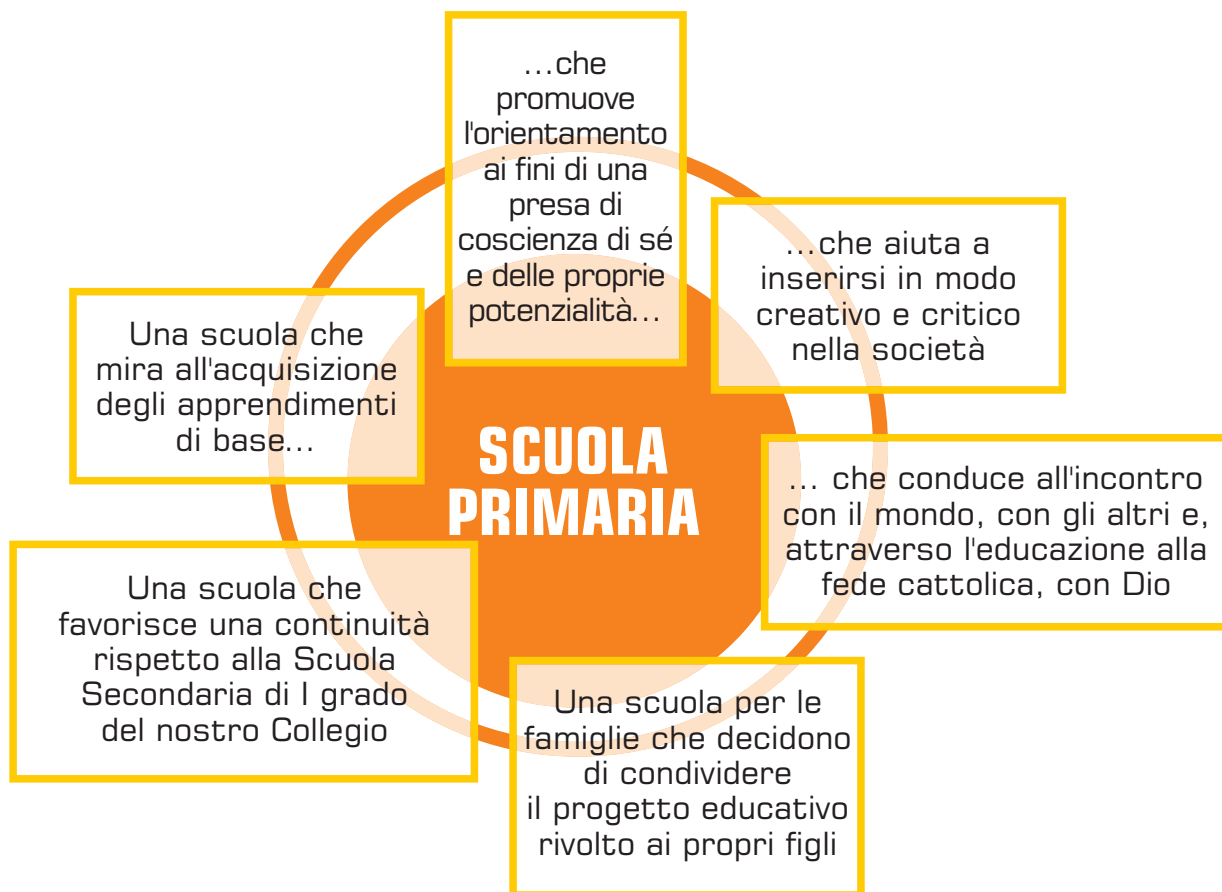 …che
promuove
l'orientamento
ai fini di una
presa di
coscienza di sé
e delle proprie
potenzialità…
…che aiuta a
inserirsi in modo
creativo e critico
nella società
Una scuola che
mira all'acquisizione
degli apprendimenti
di base…
SCUOLA
PRIMARIA
… che conduce all'incontro
con il mondo, con gli altri e,
attraverso l'educazione alla
fede cattolica, con Dio
Una scuola che
favorisce una continuità
rispetto alla Scuola
Secondaria di I grado
del nostro Collegio
Una scuola per le
famiglie che decidono
di condividere
il progetto educativo
rivolto ai propri figli